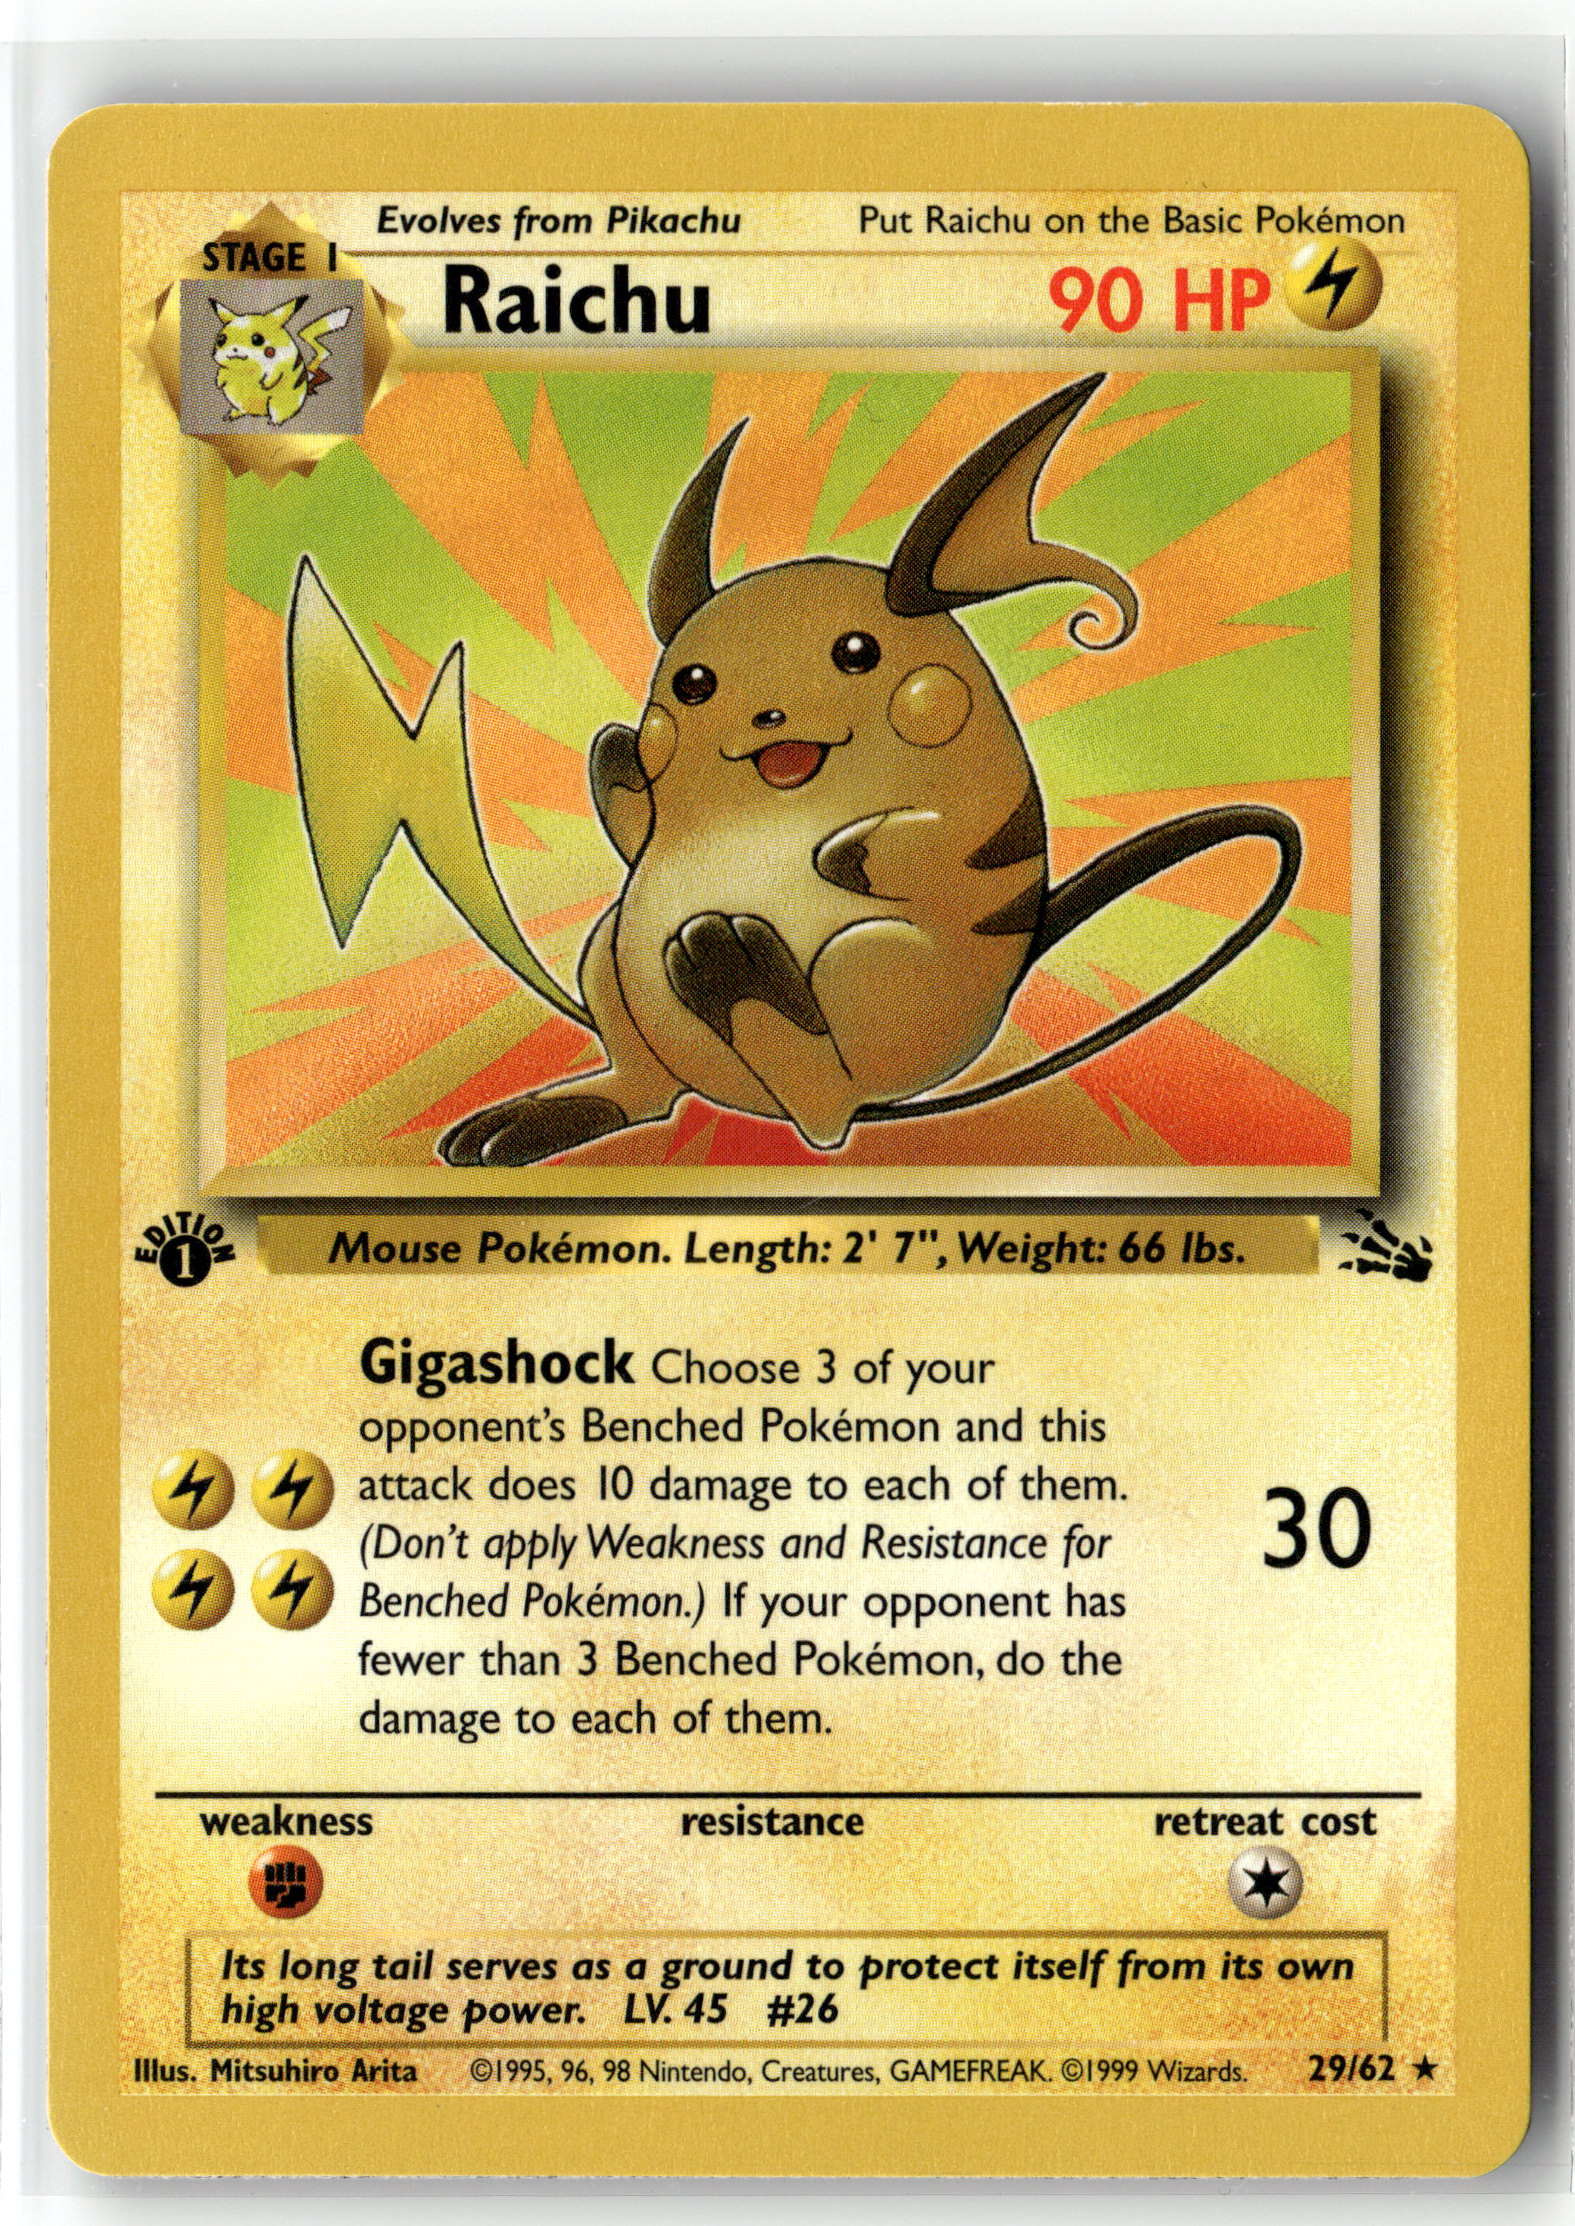 Evolves from Pikachu Put Raichu on the Basic Pokémon
STAGE 1
Raichu 90 HP
EDITION 1
Mouse Pokémon. Length: 2' 7", Weight: 66 lbs.
Gigashock Choose 3 of your
opponent's Benched Pokémon and this
attack does 10 damage to each of them.
(Don't apply Weakness and Resistance for
Benched Pokémon.) If your opponent has
fewer than 3 Benched Pokémon, do the
damage to each of them.
30
weakness resistance retreat cost
Its long tail serves as a ground to protect itself from its own
high voltage power. LV. 45 #26
Illus. Mitsuhiro Arita ©1995, 96, 98 Nintendo, Creatures, GAMEFREAK. ©1999 Wizards. 29/62 ★